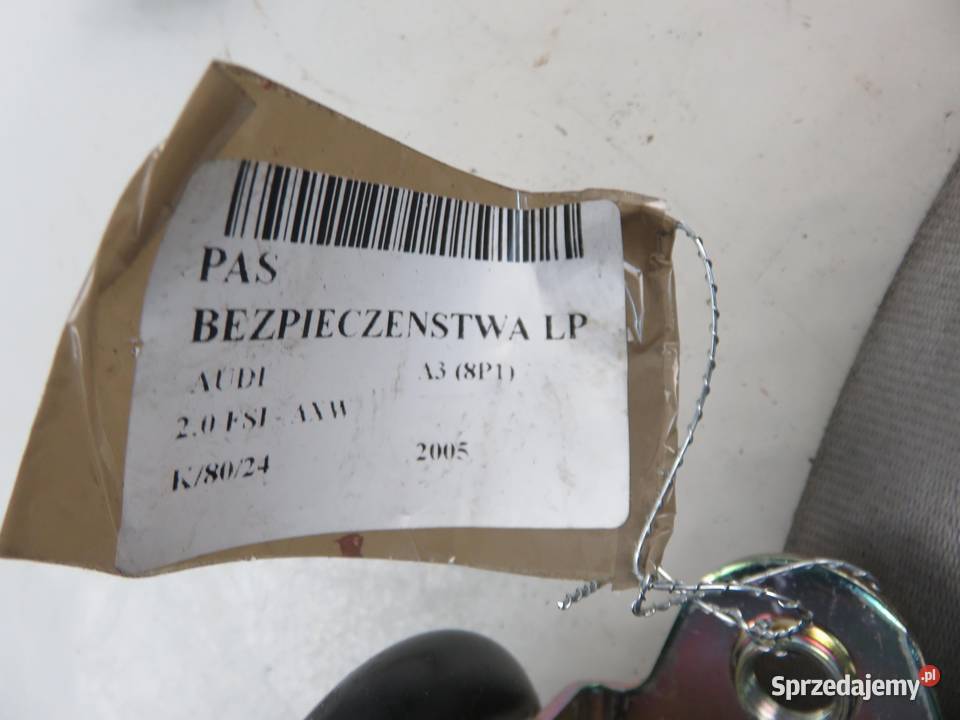 PAS
BEZPIECZENSTWA LP
AUDI A3 (8P1)
2.0 FSI - AXW
2005
K/80/24
Sprzedajemy.pl